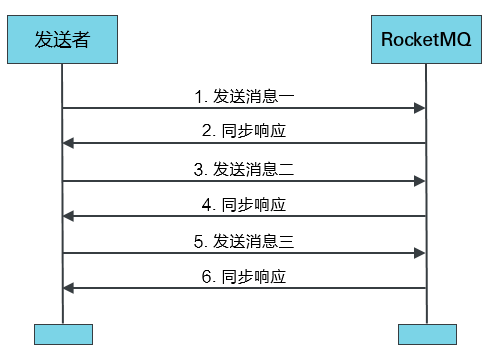 发送者
RocketMQ
1. 发送消息一
2. 同步响应
3. 发送消息二
4. 同步响应
5. 发送消息三
6. 同步响应